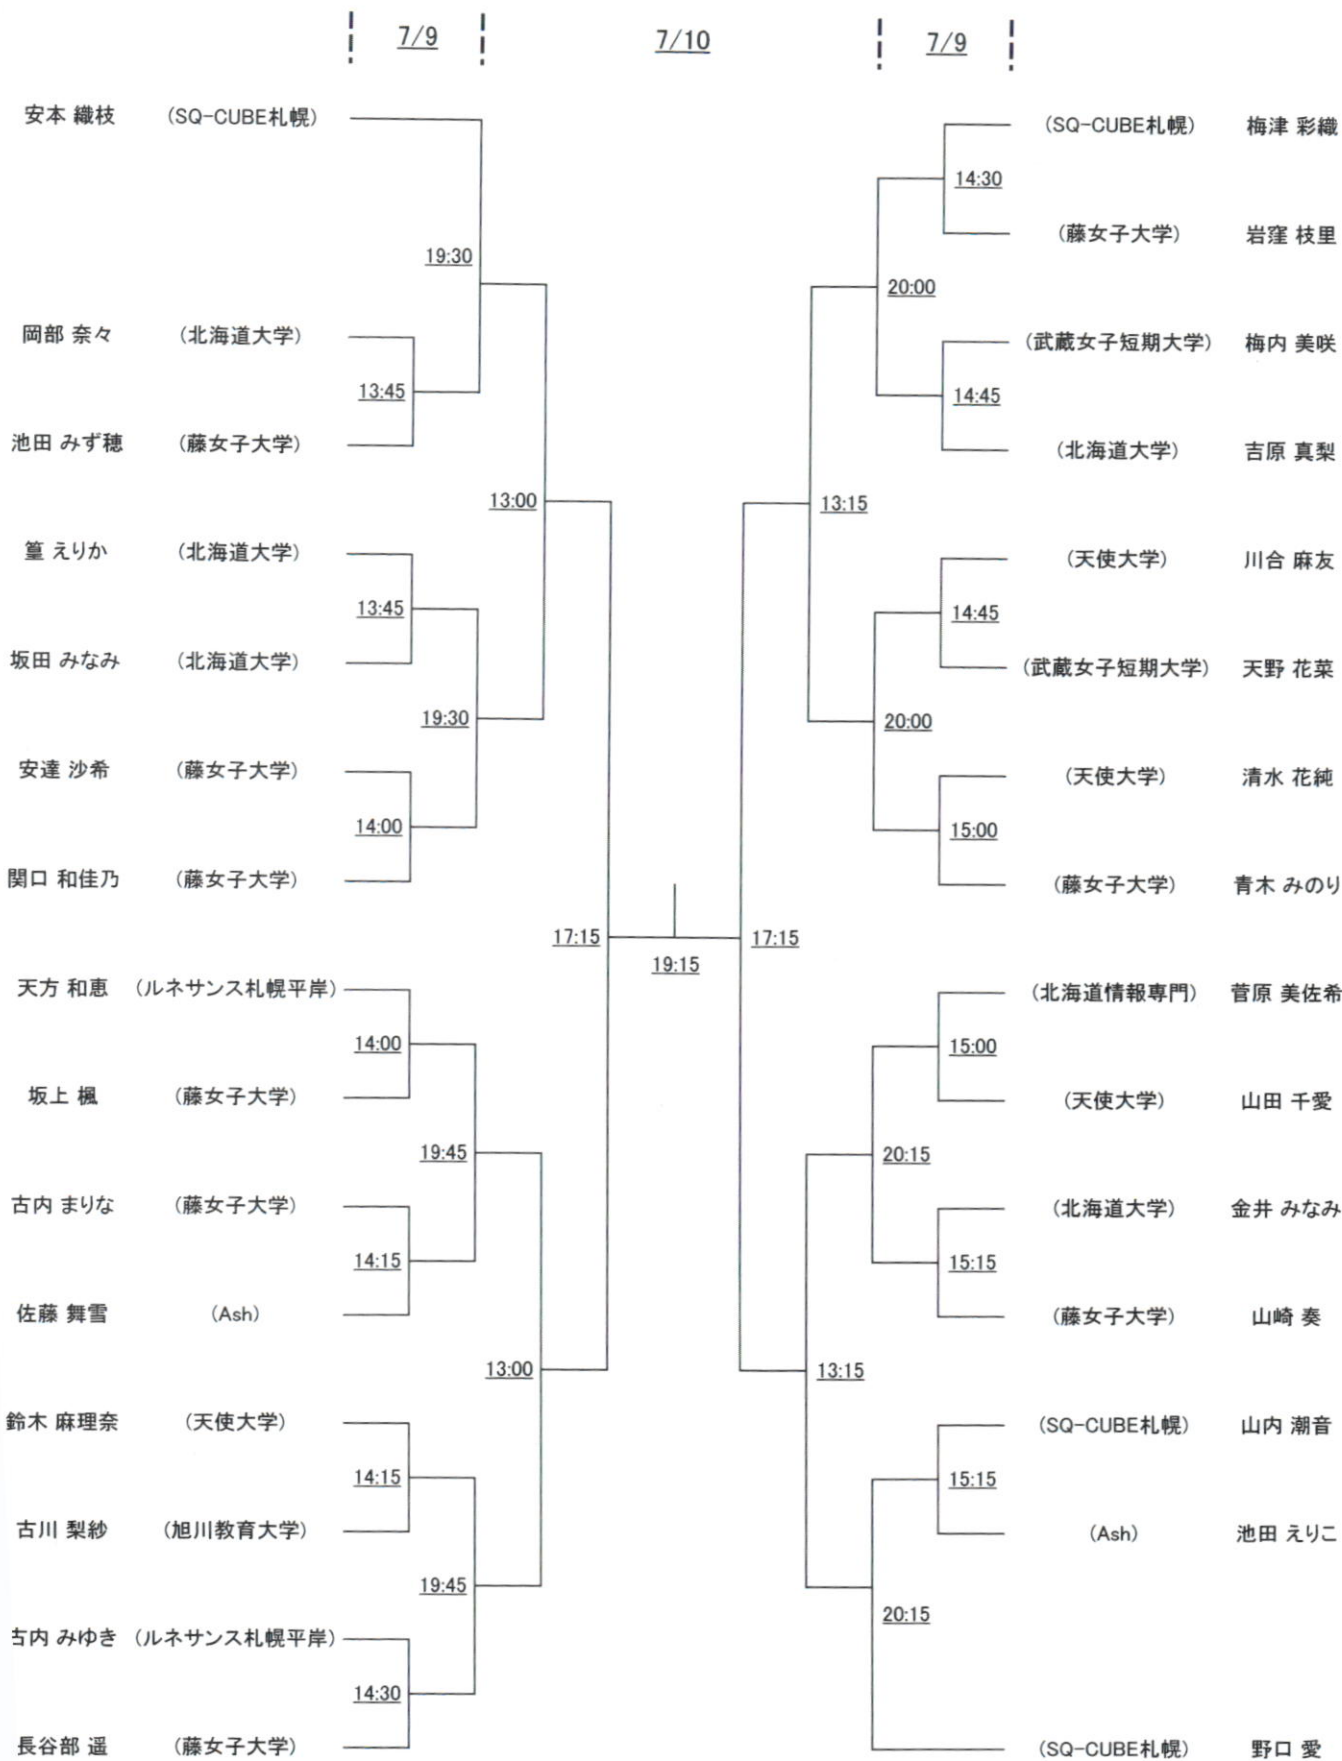 7/9 7/10 7/9
安本 織枝 (SQ-CUBE札幌)
(SQ-CUBE札幌) 梅津 彩織
14:30
(藤女子大学) 岩窪 枝里
19:30
20:00
岡部 奈々 (北海道大学)
(武蔵女子短期大学) 梅内 美咲
13:45
14:45
池田 みず穂 (藤女子大学)
(北海道大学) 吉原 真梨
13:00
13:15
篁 えりか (北海道大学)
(天使大学) 川合 麻友
13:45
14:45
坂田 みなみ (北海道大学)
(武蔵女子短期大学) 天野 花菜
19:30
20:00
安達 沙希 (藤女子大学)
(天使大学) 清水 花純
14:00
15:00
関口 和佳乃 (藤女子大学)
(藤女子大学) 青木 みのり
17:15
17:15
19:15
天方 和恵 (ルネサンス札幌平岸)
(北海道情報専門) 菅原 美佐希
14:00
15:00
坂上 楓 (藤女子大学)
(天使大学) 山田 千愛
19:45
20:15
古内 まりな (藤女子大学)
(北海道大学) 金井 みなみ
14:15
15:15
佐藤 舞雪 (Ash)
(藤女子大学) 山崎 奏
13:00
13:15
鈴木 麻理奈 (天使大学)
(SQ-CUBE札幌) 山内 潮音
14:15
15:15
古川 梨紗 (旭川教育大学)
(Ash) 池田 えりこ
19:45
20:15
古内 みゆき (ルネサンス札幌平岸)
14:30
長谷部 遥 (藤女子大学)
(SQ-CUBE札幌) 野口 愛